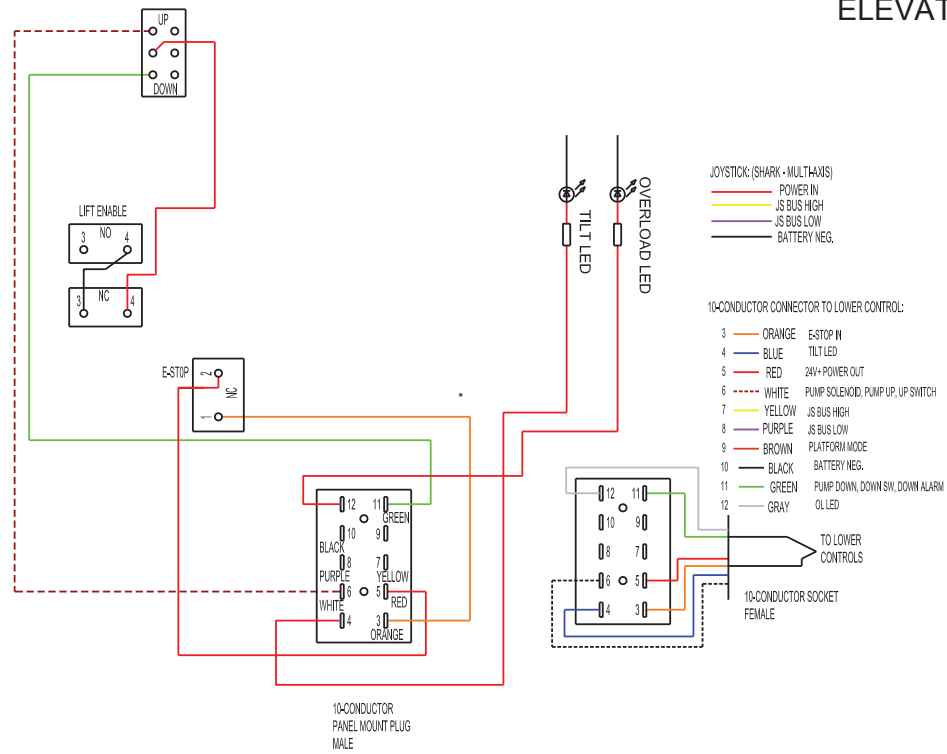 ELEVAT
UP
DOWN
LIFT ENABLE
3 NO 4
3 NC 4
E-STOP
2
NC
1
TILT LED
OVERLOAD LED
JOYSTICK: (SHARK - MULTI-AXIS)
POWER IN
JS BUS HIGH
JS BUS LOW
BATTERY NEG.
10-CONDUCTOR CONNECTOR TO LOWER CONTROL:
3 ORANGE E-STOP IN
4 BLUE TILT LED
5 RED 24V+ POWER OUT
6 WHITE PUMP SOLENOID, PUMP UP, UP SWITCH
7 YELLOW JS BUS HIGH
8 PURPLE JS BUS LOW
9 BROWN PLATFORM MODE
10 BLACK BATTERY NEG.
11 GREEN PUMP DOWN, DOWN SW, DOWN ALARM
12 GRAY OL LED
12 11
GREEN
10 9
BLACK
8 7
PURPLE YELLOW
6 5
WHITE RED
4 3
ORANGE
10-CONDUCTOR
PANEL MOUNT PLUG
MALE
12 11
10 9
8 7
6 5
4 3
TO LOWER
CONTROLS
10-CONDUCTOR SOCKET
FEMALE